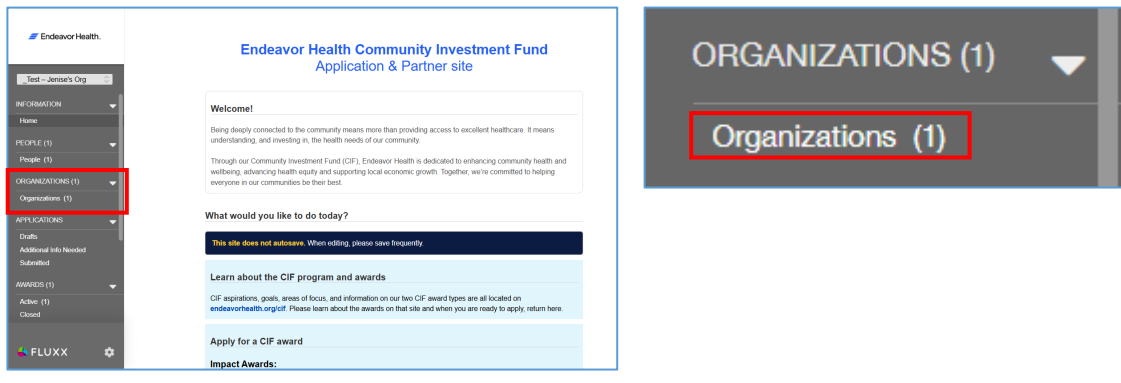 Endeavor Health.
_Test – Jenise's Org
INFORMATION
Home
PEOPLE (1)
People (1)
ORGANIZATIONS (1)
Organizations (1)
APPLICATIONS
Drafts
Additional Info Needed
Submitted
AWARDS (1)
Active (1)
Closed
FLUXX
Endeavor Health Community Investment Fund
Application & Partner site
Welcome!
Being deeply connected to the community means more than providing access to excellent healthcare. It means
understanding, and investing in, the health needs of our community.
Through our Community Investment Fund (CIF), Endeavor Health is dedicated to enhancing community health and
wellbeing, advancing health equity and supporting local economic growth. Together, we're committed to helping
everyone in our communities be their best.
What would you like to do today?
This site does not autosave. When editing, please save frequently.
Learn about the CIF program and awards
CIF aspirations, goals, areas of focus, and information on our two CIF award types are all located on
endeavorhealth.org/cif. Please learn about the awards on that site and when you are ready to apply, return here.
Apply for a CIF award
Impact Awards:
ORGANIZATIONS (1)
Organizations (1)